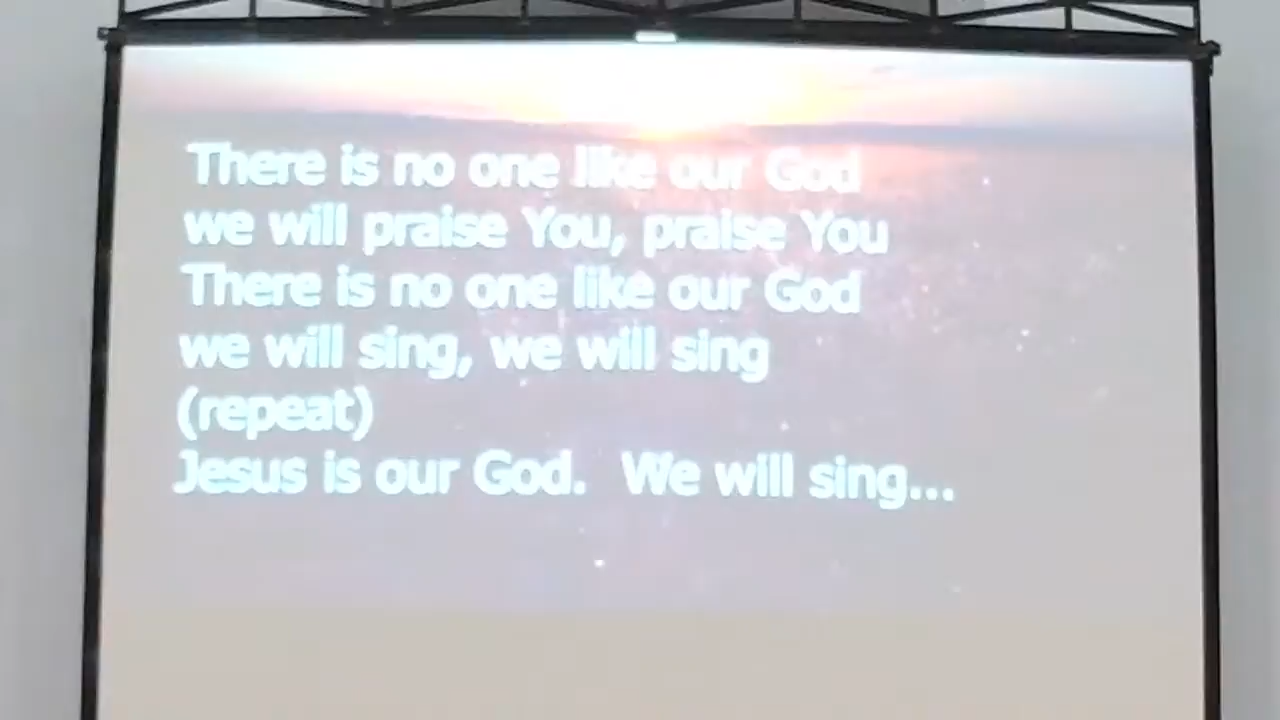 There is no one like our God
we will praise You, praise You
There is no one like our God
we will sing, we will sing
(repeat)
Jesus is our God.  We will sing...